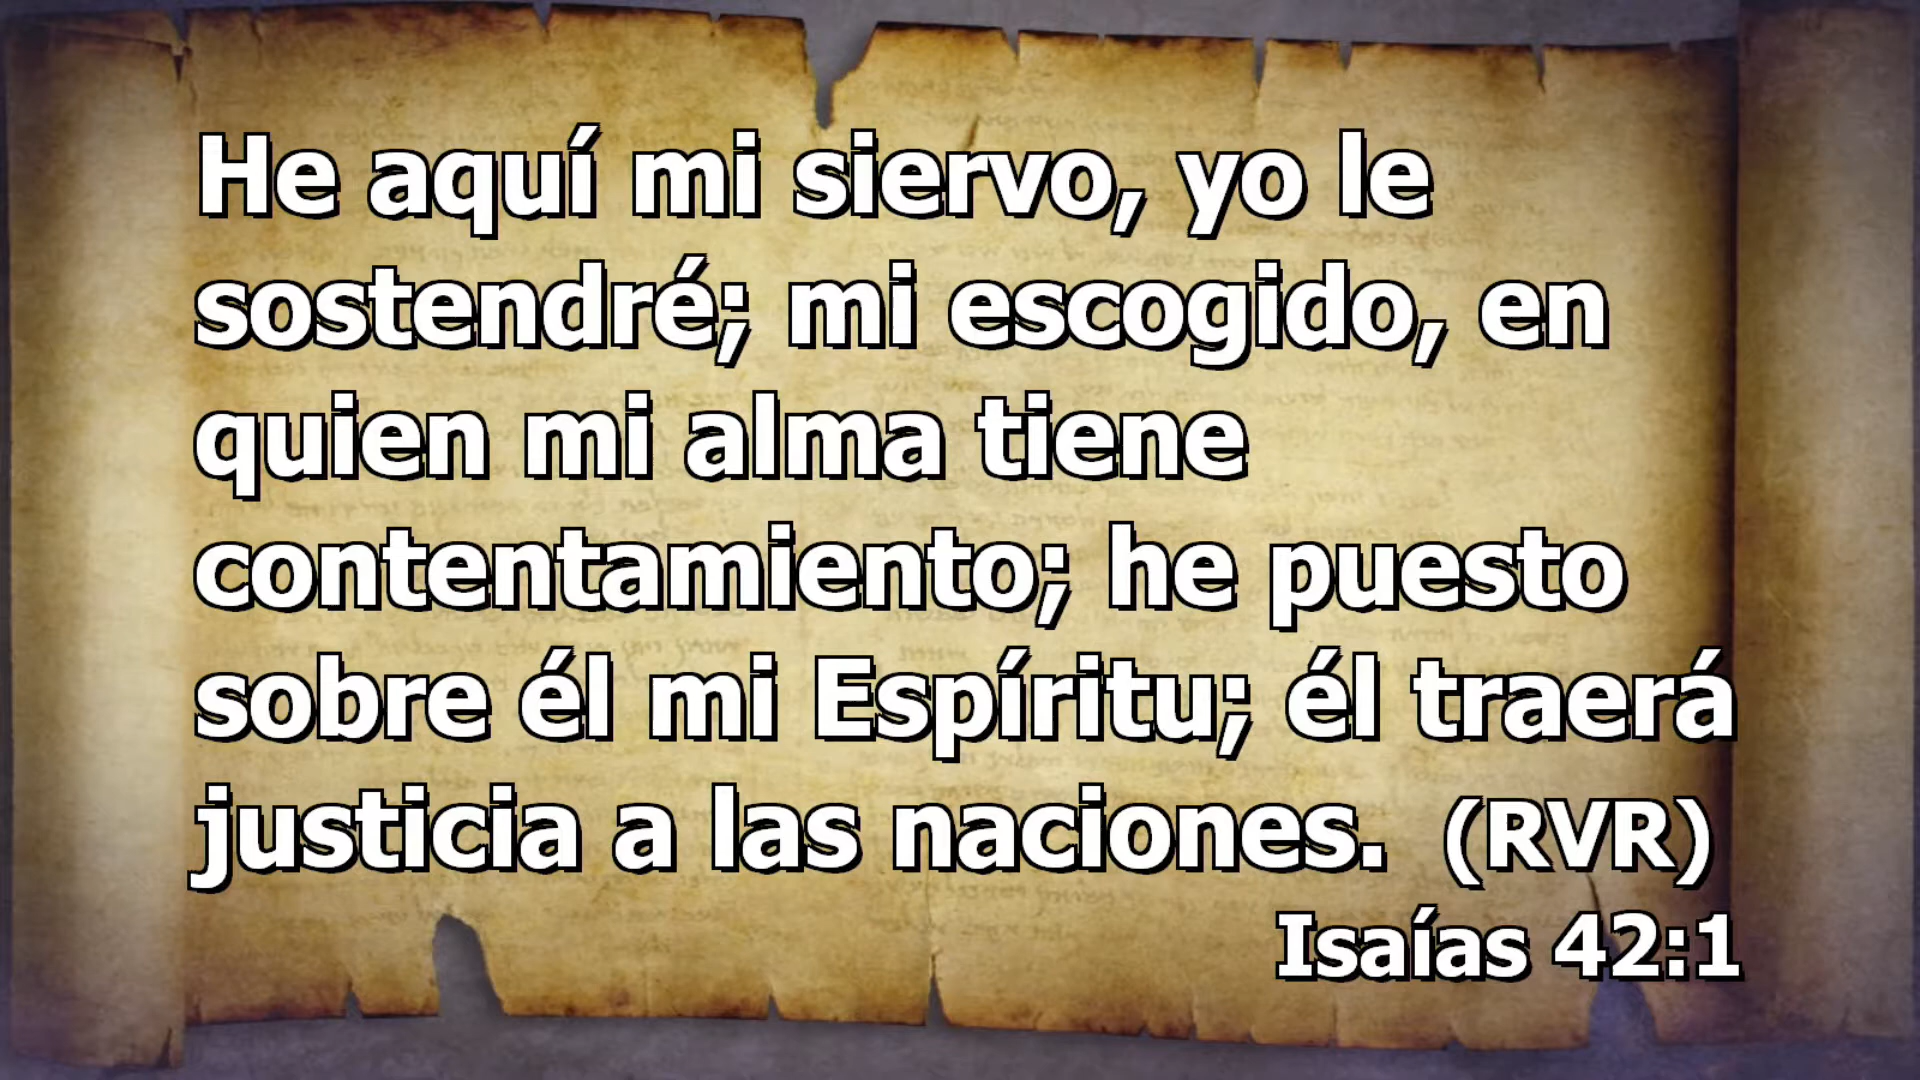 He aquí mi siervo, yo le
sostendré; mi escogido, en
quien mi alma tiene
contentamiento; he puesto
sobre él mi Espíritu; él traerá
justicia a las naciones. (RVR)
Isaías 42:1